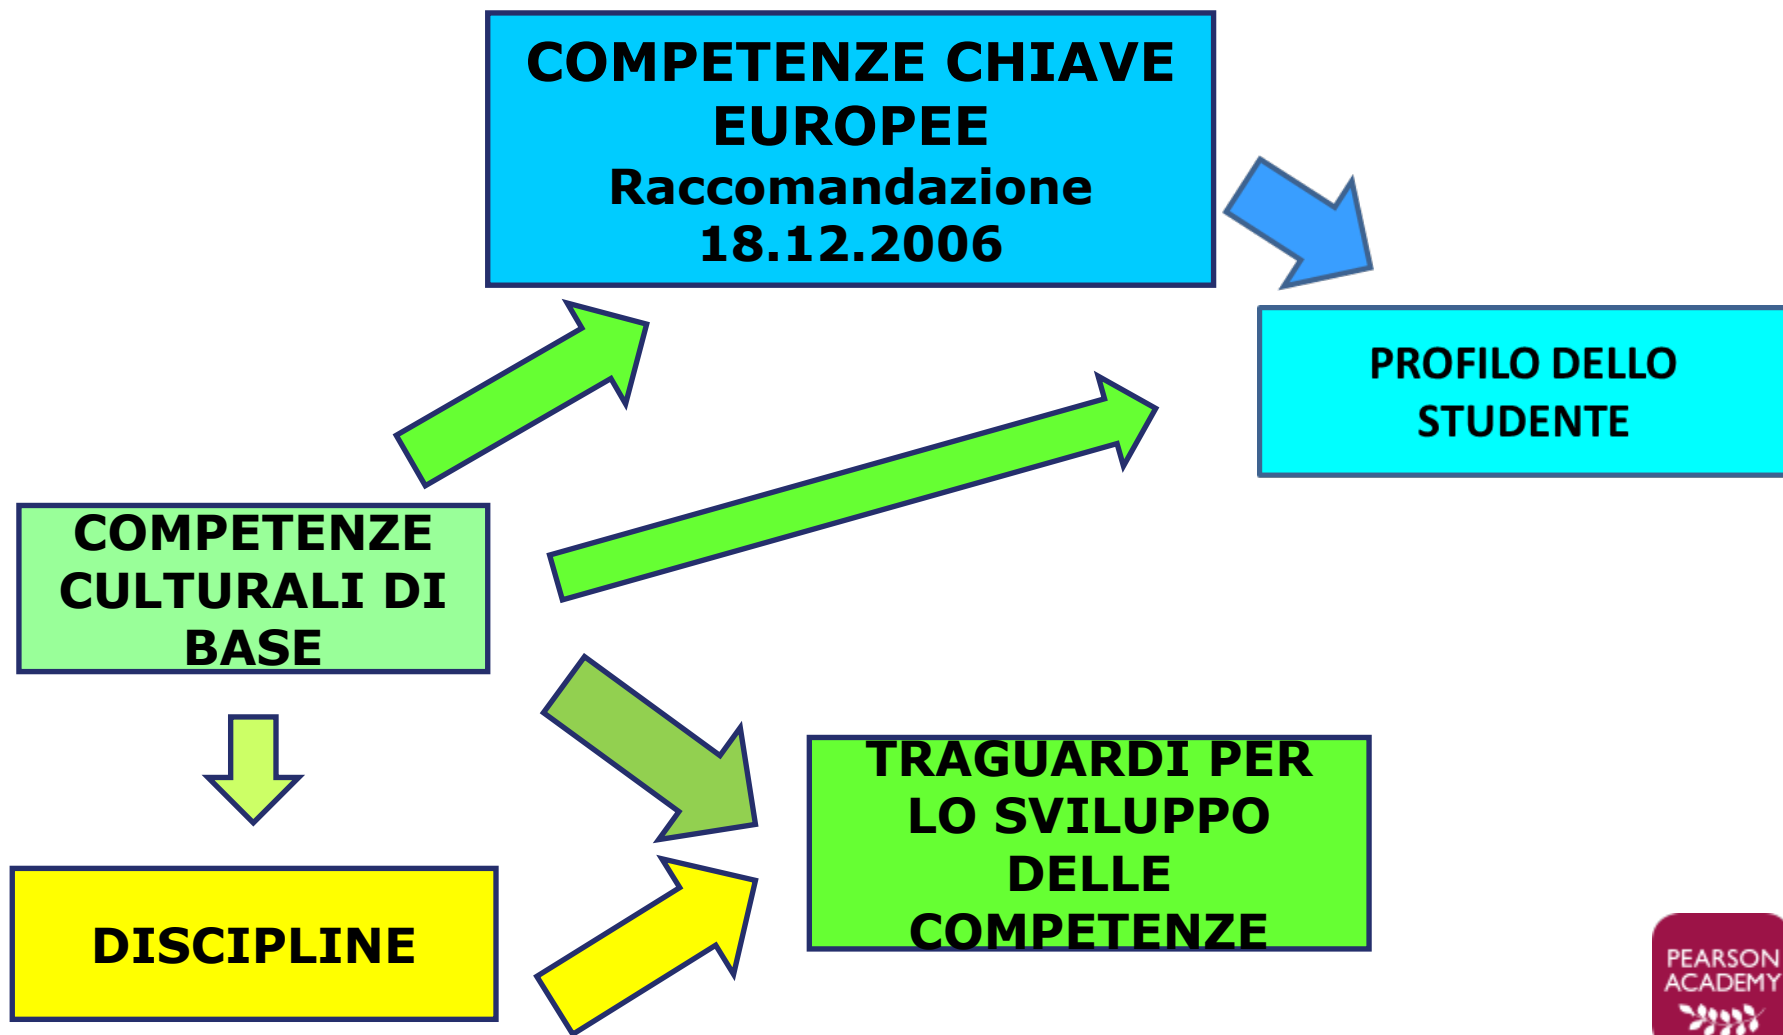 COMPETENZE CHIAVE
EUROPEE
Raccomandazione
18.12.2006
PROFILO DELLO
STUDENTE
COMPETENZE
CULTURALI DI
BASE
TRAGUARDI PER
LO SVILUPPO
DELLE
COMPETENZE
DISCIPLINE
PEARSON
ACADEMY